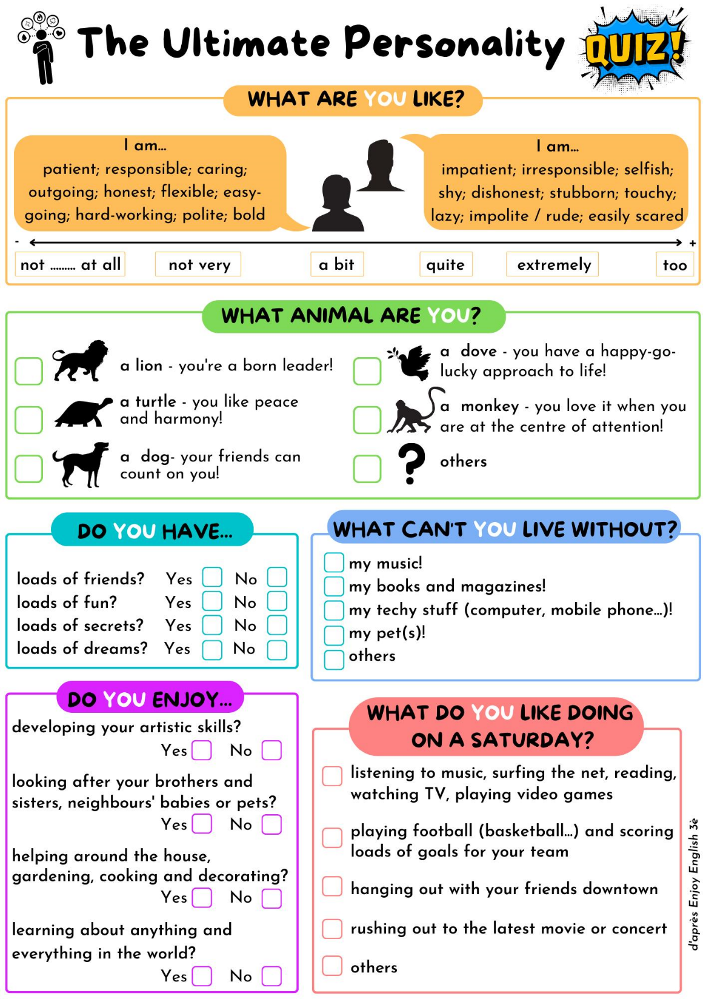 The Ultimate Personality
QUIZ!
WHAT ARE YOU LIKE?
I am...
patient; responsible; caring;
outgoing; honest; flexible; easy-
going; hard-working; polite; bold
I am...
impatient; irresponsible; selfish;
shy; dishonest; stubborn; touchy;
lazy; impolite / rude; easily scared
- +
not ......... at all
not very
a bit
quite
extremely
too
WHAT ANIMAL ARE YOU?
a lion - you're a born leader!
a turtle - you like peace
and harmony!
a dog- your friends can
count on you!
a dove - you have a happy-go-
lucky approach to life!
a monkey - you love it when you
are at the centre of attention!
?
others
DO YOU HAVE...
loads of friends? Yes No
loads of fun? Yes No
loads of secrets? Yes No
loads of dreams? Yes No
WHAT CAN'T YOU LIVE WITHOUT?
my music!
my books and magazines!
my techy stuff (computer, mobile phone...)!
my pet(s)!
others
DO YOU ENJOY...
developing your artistic skills?
Yes No
looking after your brothers and
sisters, neighbours' babies or pets?
Yes No
helping around the house,
gardening, cooking and decorating?
Yes No
learning about anything and
everything in the world?
Yes No
WHAT DO YOU LIKE DOING
ON A SATURDAY?
listening to music, surfing the net, reading,
watching TV, playing video games
playing football (basketball...) and scoring
loads of goals for your team
hanging out with your friends downtown
rushing out to the latest movie or concert
others
d'après Enjoy English 3è